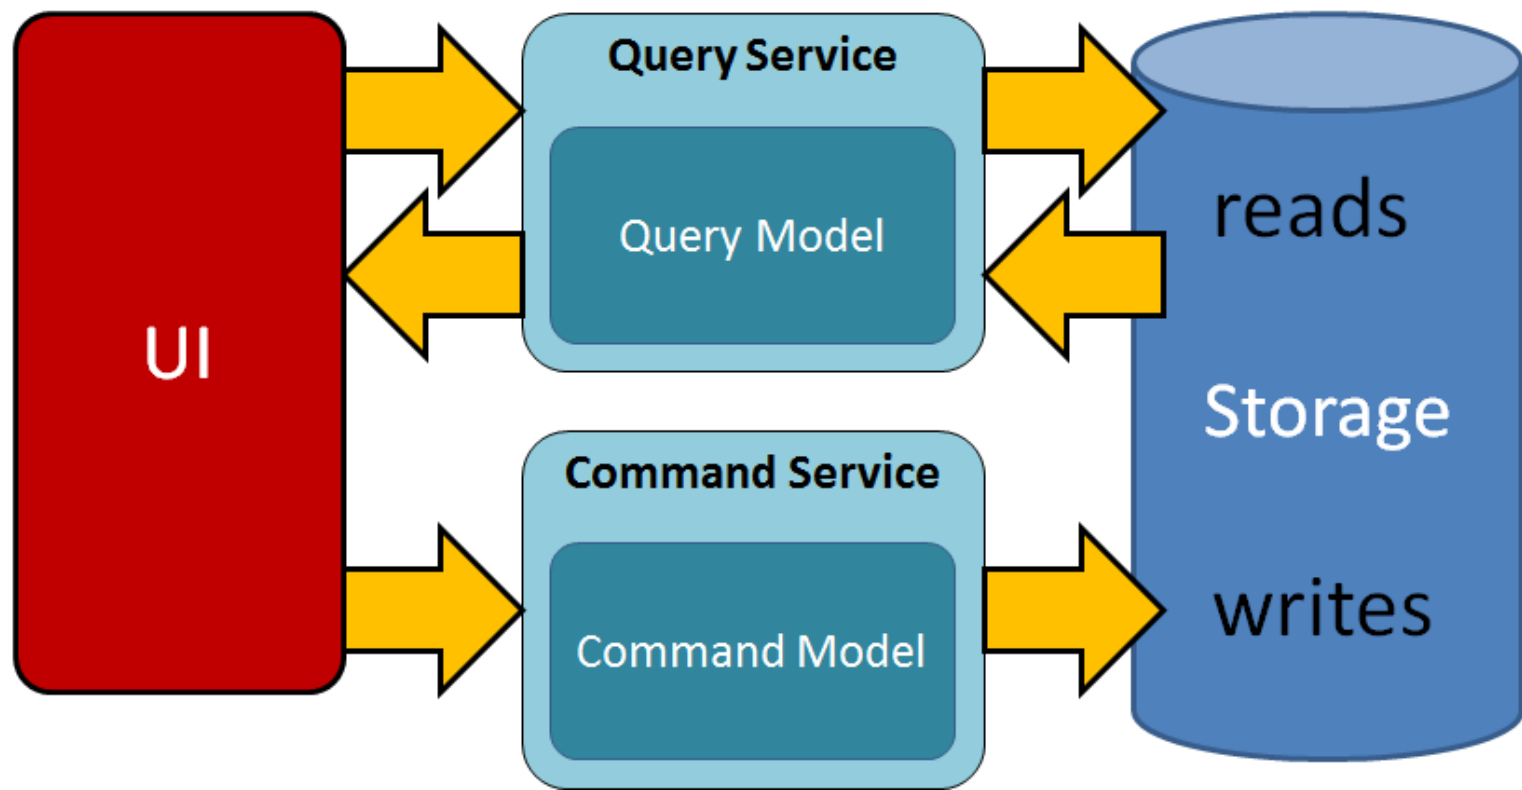 UI
Query Service
Query Model
Command Service
Command Model
reads
Storage
writes